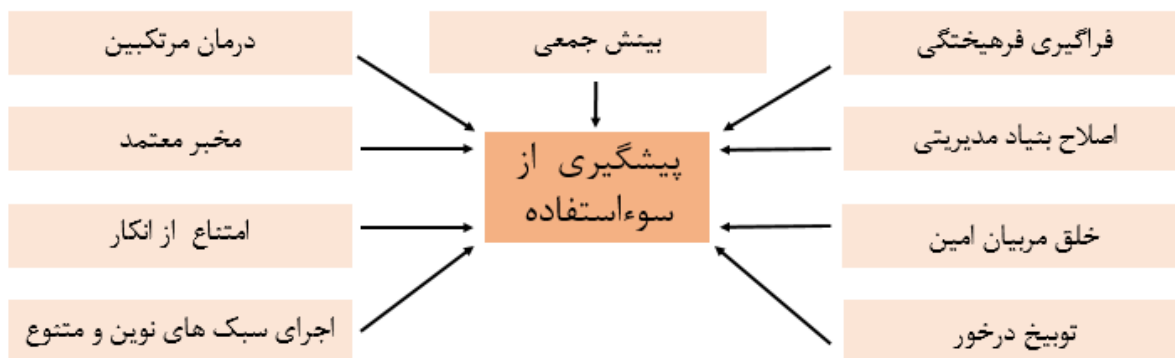 فراگیری فرهیختگی
بینش جمعی
درمان مرتکبین
اصلاح بنیاد مدیریتی
مخبر معتمد
پیشگیری از
سوءاستفاده
خلق مربیان امین
امتناع از انکار
توبیخ درخور
اجرای سبک های نوین و متنوع